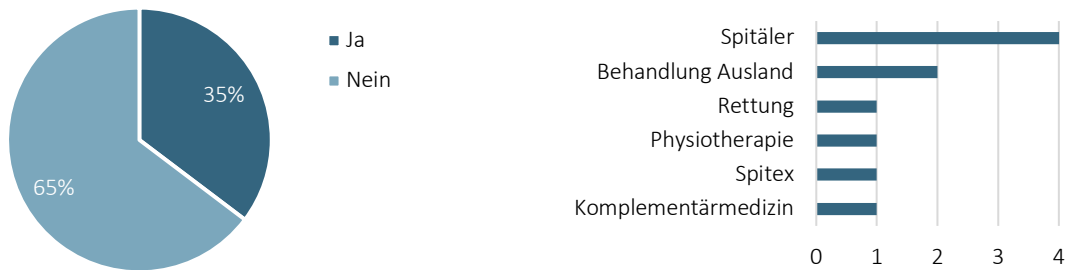 Ja
Nein
35%
65%
Spitäler
Behandlung Ausland
Rettung
Physiotherapie
Spitex
Komplementärmedizin
0 1 2 3 4